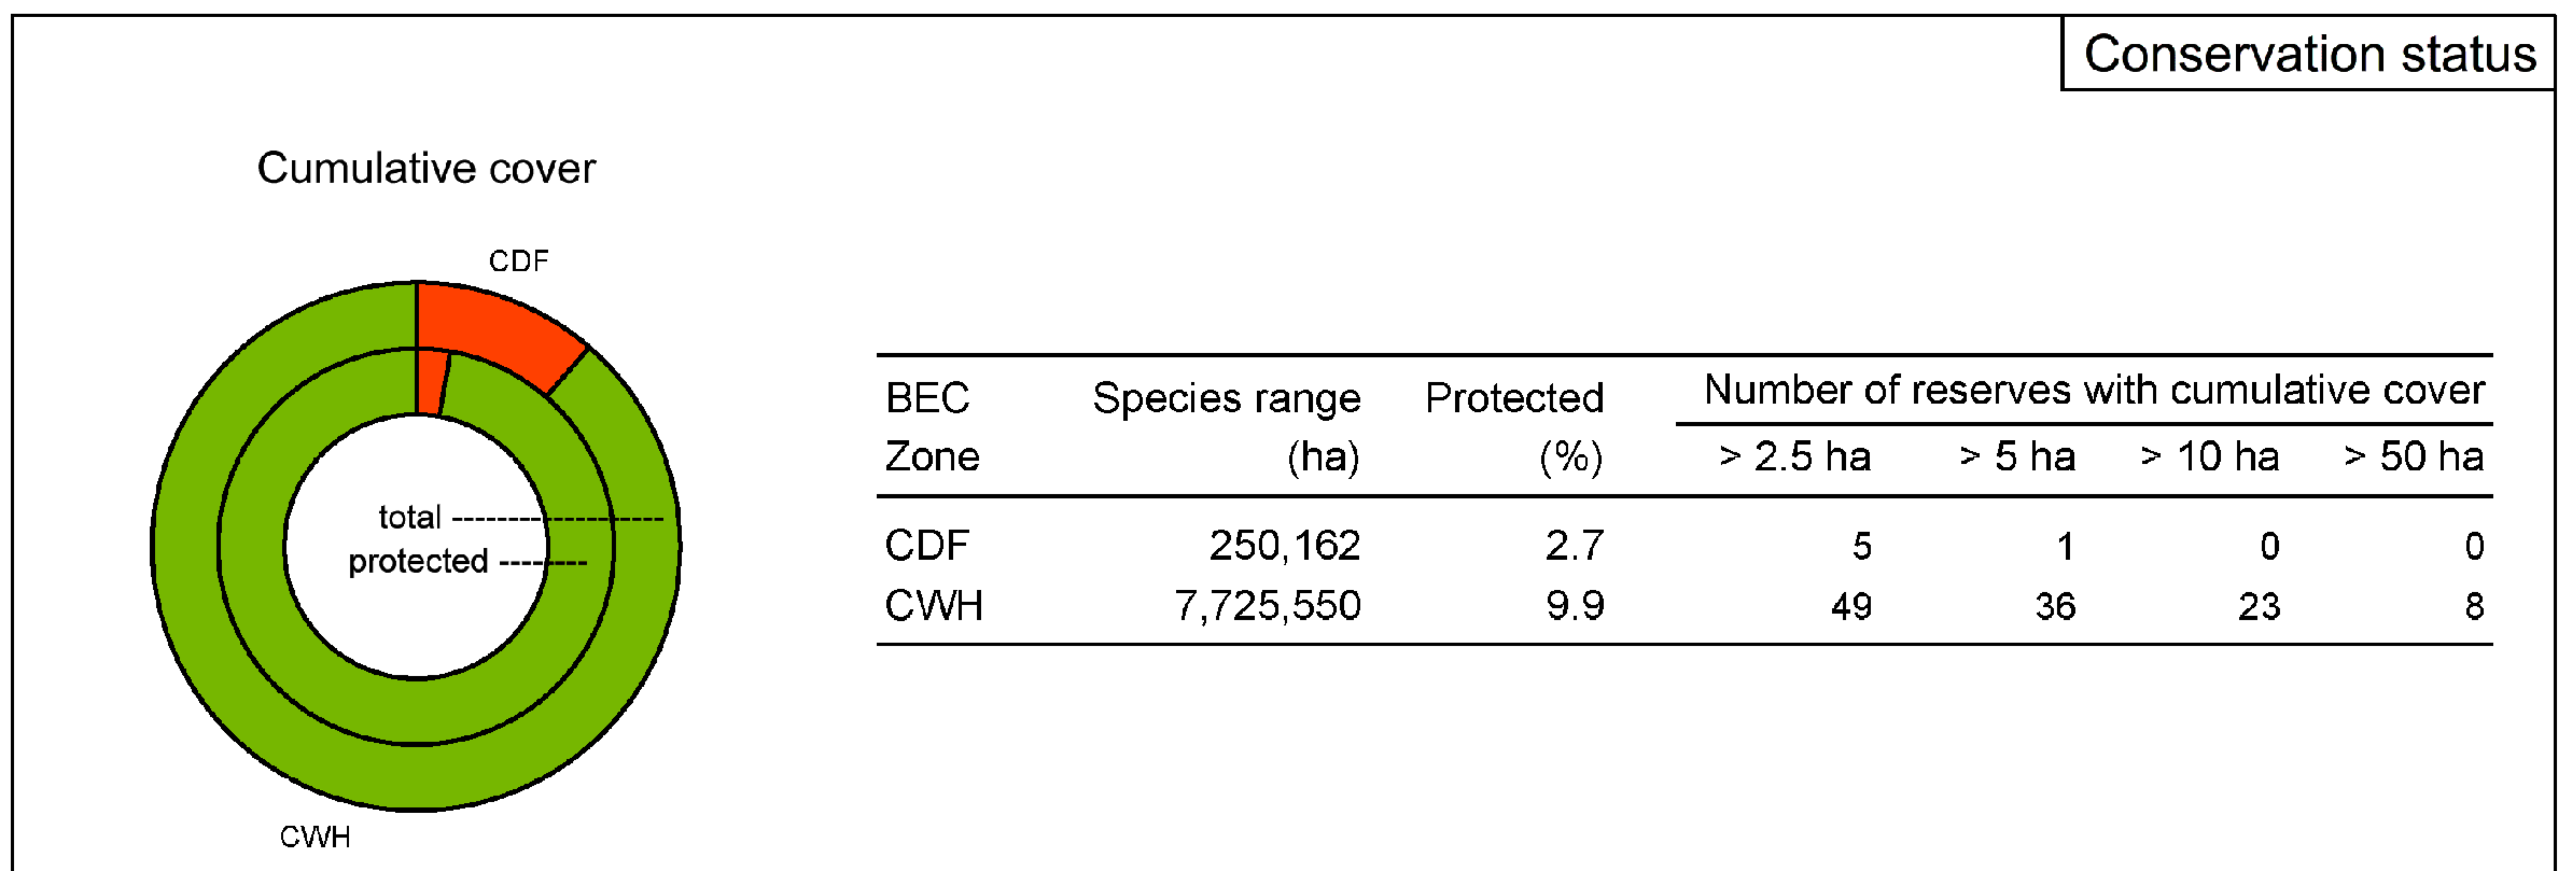 Conservation status
Cumulative cover
CDF
total
protected
CWH
BEC Species range Protected Number of reserves with cumulative cover
Zone (ha) (%) > 2.5 ha > 5 ha > 10 ha > 50 ha
CDF 250,162 2.7 5 1 0 0
CWH 7,725,550 9.9 49 36 23 8